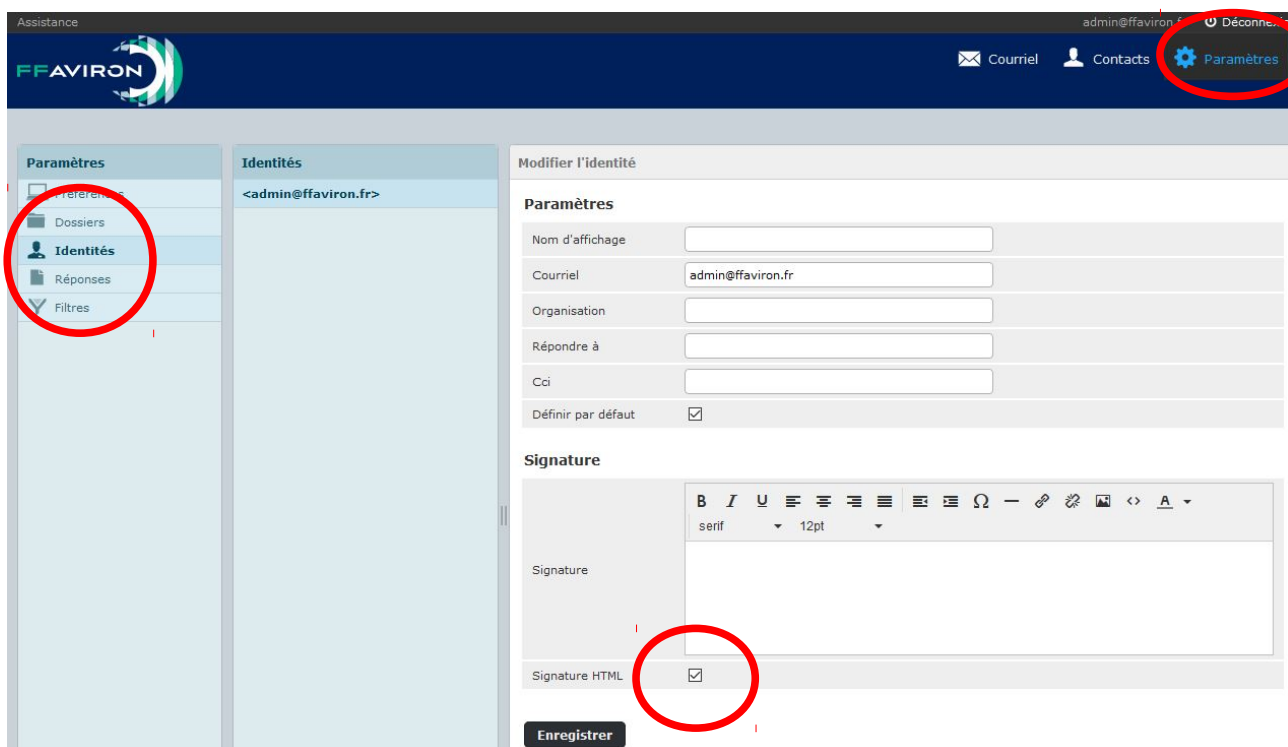 Assistance
admin@ffaviron.f Déconnexi
FFAVIRON
Courriel Contacts Paramètres
Paramètres
Préférences
Dossiers
Identités
Réponses
Filtres
Identités
<admin@ffaviron.fr>
Modifier l'identité
Paramètres
Nom d'affichage
Courriel admin@ffaviron.fr
Organisation
Répondre à
Cci
Définir par défaut
Signature
B I U Ω A
serif 12pt
Signature
Signature HTML
Enregistrer